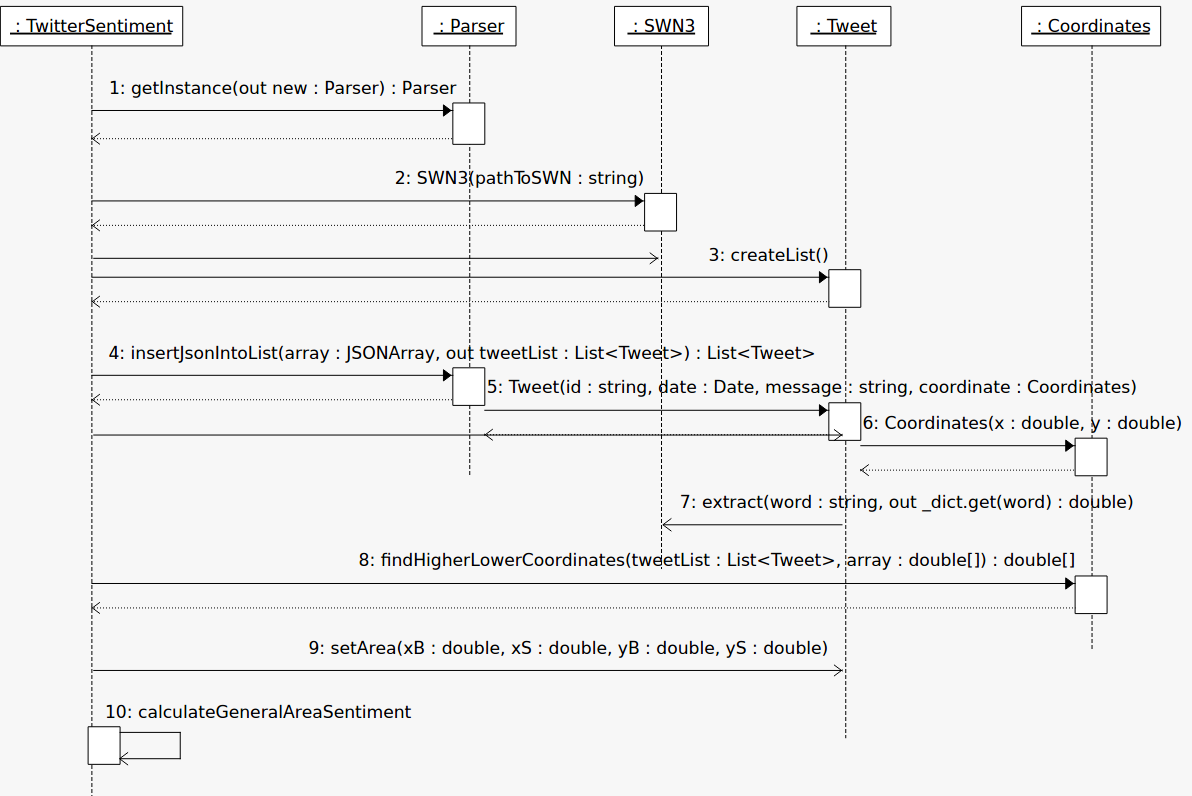 : TwitterSentiment
: Parser
: SWN3
: Tweet
: Coordinates
1: getInstance(out new : Parser) : Parser
2: SWN3(pathToSWN : string)
3: createList()
4: insertJsonIntoList(array : JSONArray, out tweetList : List<Tweet>) : List<Tweet>
5: Tweet(id : string, date : Date, message : string, coordinate : Coordinates)
6: Coordinates(x : double, y : double)
7: extract(word : string, out _dict.get(word) : double)
8: findHigherLowerCoordinates(tweetList : List<Tweet>, array : double[]) : double[]
9: setArea(xB : double, xS : double, yB : double, yS : double)
10: calculateGeneralAreaSentiment